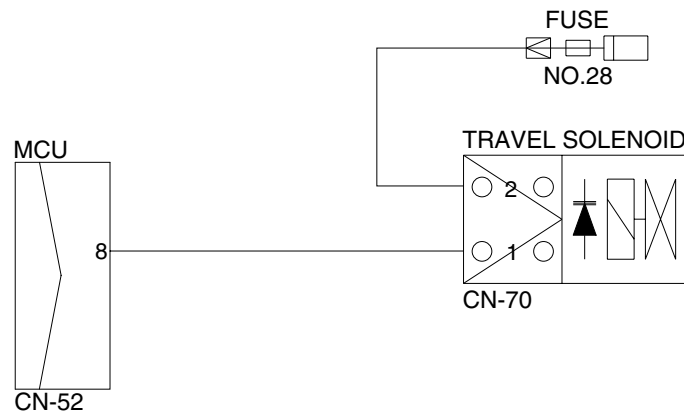 FUSE
NO.28
TRAVEL SOLENOID
MCU
2
8
1
CN-70
CN-52